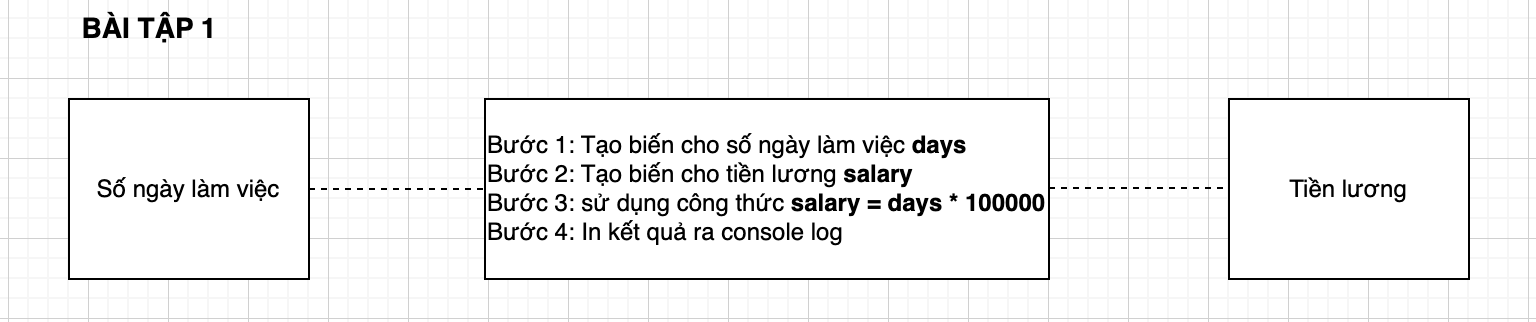 BÀI TẬP 1
Số ngày làm việc
Bước 1: Tạo biến cho số ngày làm việc days
Bước 2: Tạo biến cho tiền lương salary
Bước 3: sử dụng công thức salary = days * 100000
Bước 4: In kết quả ra console log
Tiền lương